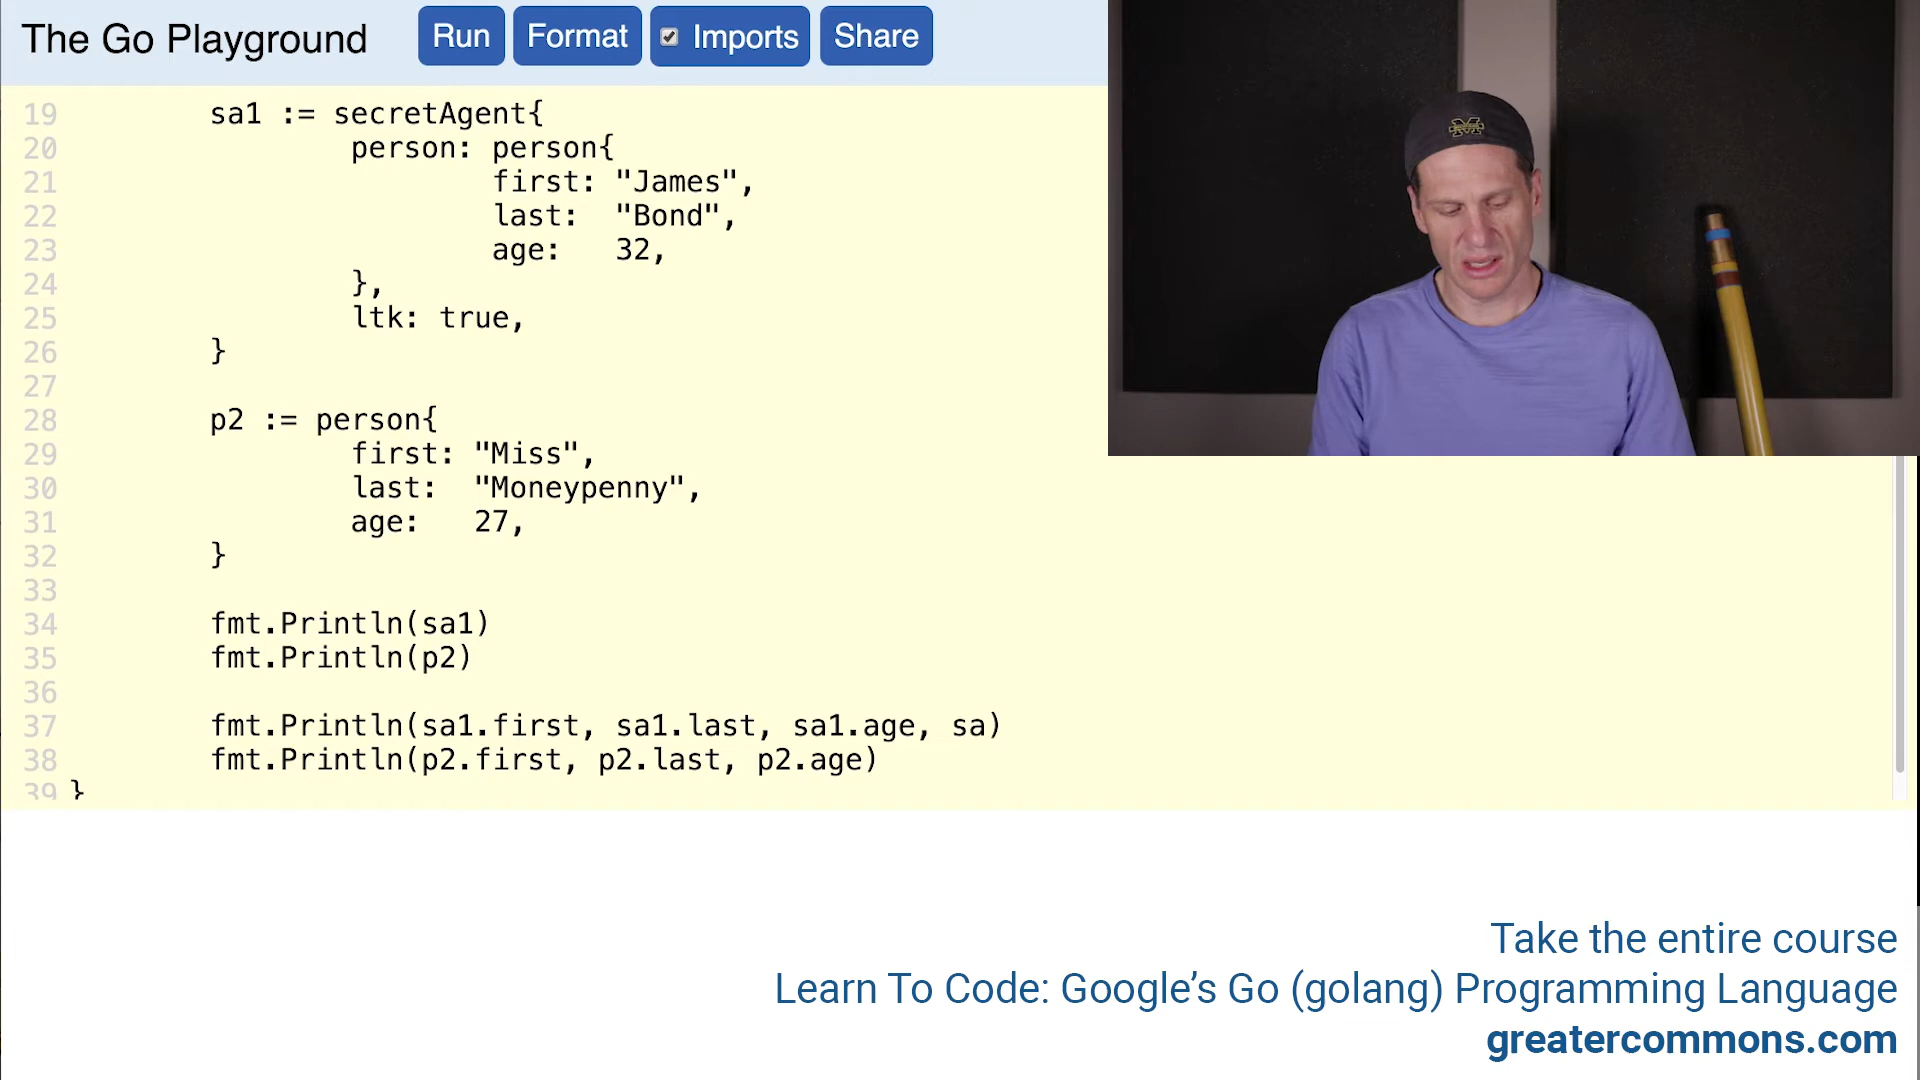 The Go Playground Run Format Imports Share
19 sa1 := secretAgent{
20 person: person{
21 first: "James",
22 last: "Bond",
23 age: 32,
24 },
25 ltk: true,
26 }
27
28 p2 := person{
29 first: "Miss",
30 last: "Moneypenny",
31 age: 27,
32 }
33
34 fmt.Println(sa1)
35 fmt.Println(p2)
36
37 fmt.Println(sa1.first, sa1.last, sa1.age, sa)
38 fmt.Println(p2.first, p2.last, p2.age)
39 }
M
Take the entire course
Learn To Code: Google’s Go (golang) Programming Language
greatercommons.com